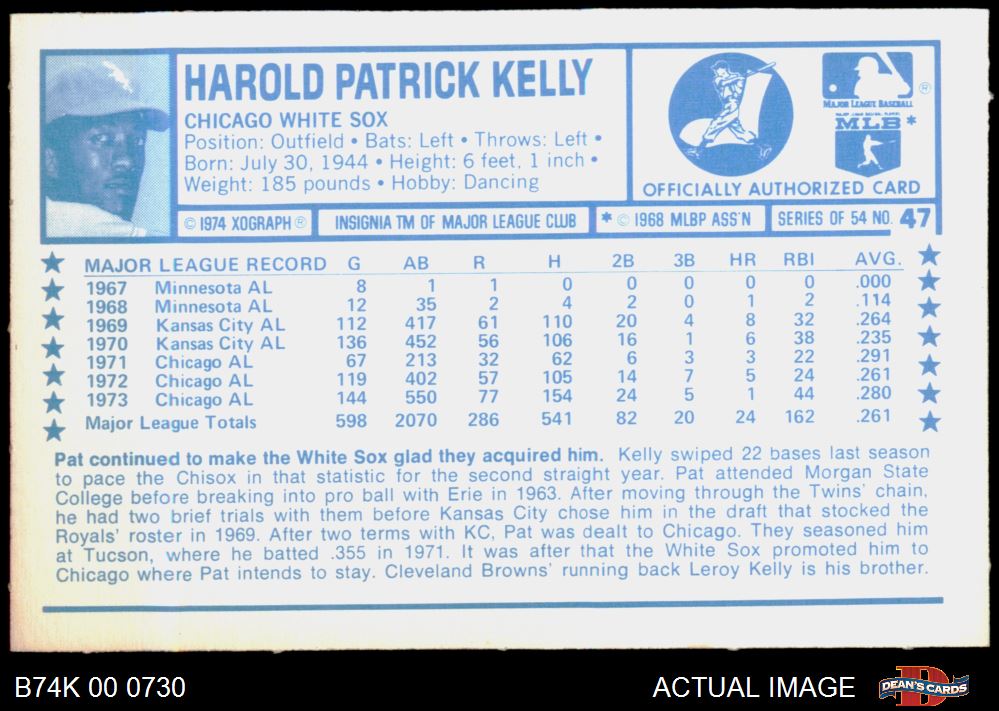 HAROLD PATRICK KELLY
CHICAGO WHITE SOX
Position: Outfield • Bats: Left • Throws: Left •
Born: July 30, 1944 • Height: 6 feet, 1 inch •
Weight: 185 pounds • Hobby: Dancing
MAJOR LEAGUE BASEBALL ®
MLB *
OFFICIALLY AUTHORIZED CARD
© 1974 XOGRAPH ® INSIGNIA TM OF MAJOR LEAGUE CLUB * © 1968 MLBP ASS'N SERIES OF 54 NO. 47
MAJOR LEAGUE RECORD G AB R H 2B 3B HR RBI AVG.
1967 Minnesota AL 8 1 1 0 0 0 0 0 .000
1968 Minnesota AL 12 35 2 4 2 0 1 2 .114
1969 Kansas City AL 112 417 61 110 20 4 8 32 .264
1970 Kansas City AL 136 452 56 106 16 1 6 38 .235
1971 Chicago AL 67 213 32 62 6 3 3 22 .291
1972 Chicago AL 119 402 57 105 14 7 5 24 .261
1973 Chicago AL 144 550 77 154 24 5 1 44 .280
Major League Totals 598 2070 286 541 82 20 24 162 .261
Pat continued to make the White Sox glad they acquired him. Kelly swiped 22 bases last season
to pace the Chisox in that statistic for the second straight year. Pat attended Morgan State
College before breaking into pro ball with Erie in 1963. After moving through the Twins' chain,
he had two brief trials with them before Kansas City chose him in the draft that stocked the
Royals' roster in 1969. After two terms with KC, Pat was dealt to Chicago. They seasoned him
at Tucson, where he batted .355 in 1971. It was after that the White Sox promoted him to
Chicago where Pat intends to stay. Cleveland Browns' running back Leroy Kelly is his brother.
B74K 00 0730 ACTUAL IMAGE DEAN'S CARDS